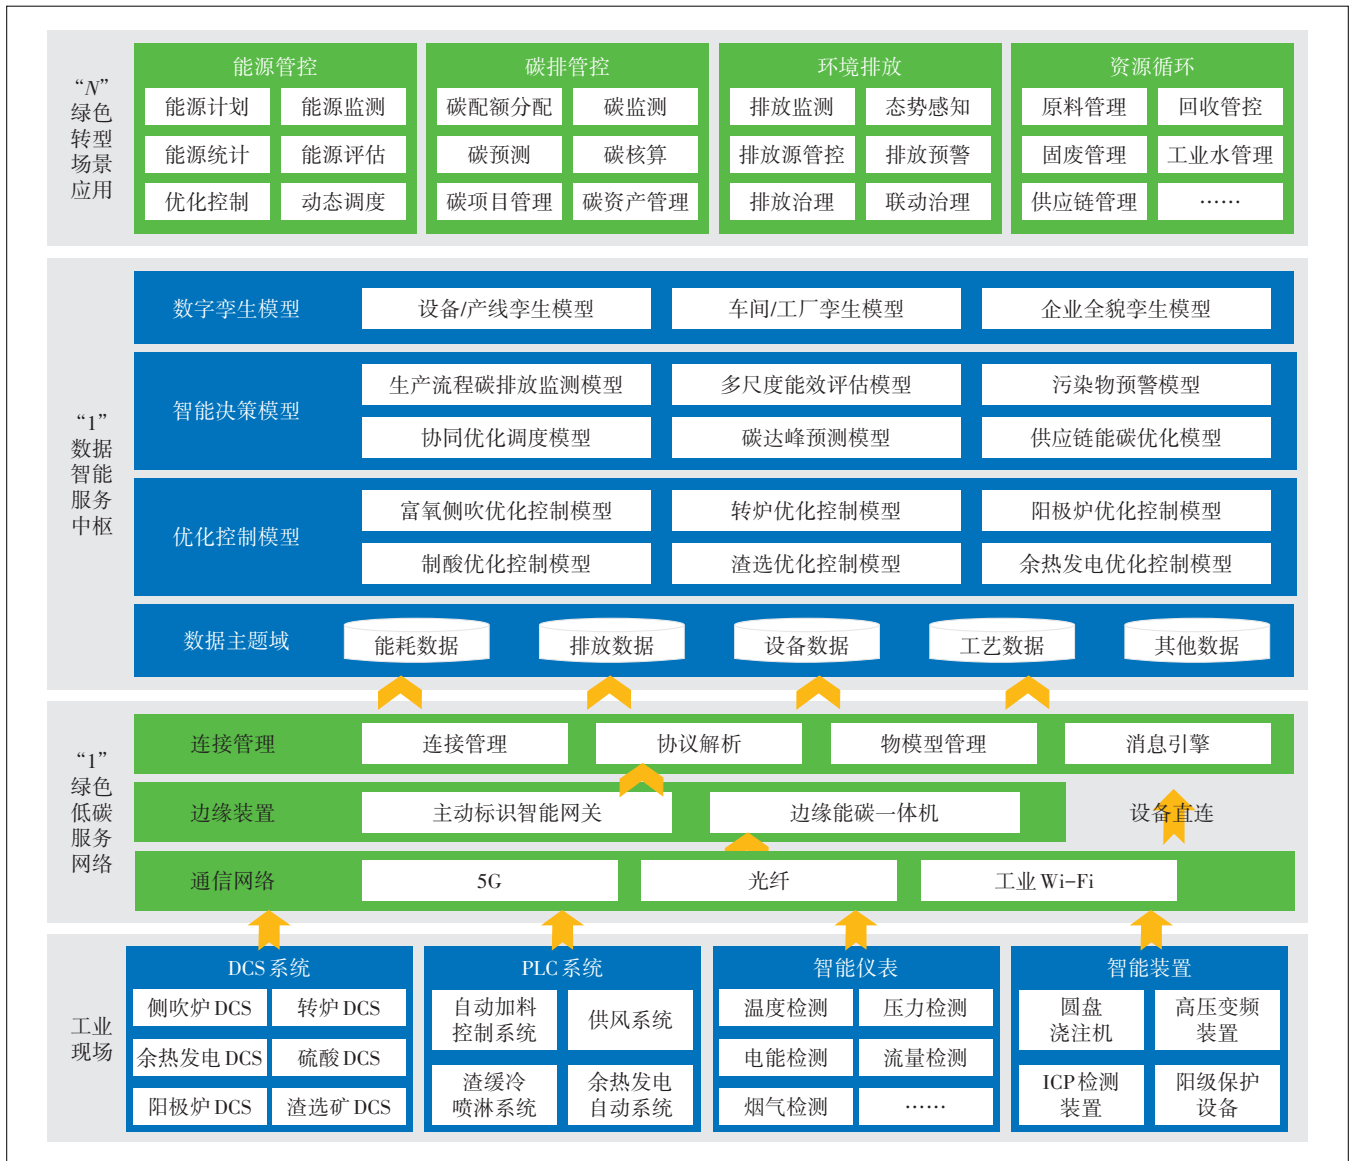 “N”
绿色
转型
场景
应用
能源管控
能源计划
能源监测
能源统计
能源评估
优化控制
动态调度
碳排管控
碳配额分配
碳监测
碳预测
碳核算
碳项目管理
碳资产管理
环境排放
排放监测
态势感知
排放源管控
排放预警
排放治理
联动治理
资源循环
原料管理
回收管控
固废管理
工业水管理
供应链管理
……
“1”
数据
智能
服务
中枢
数字孪生模型
设备/产线孪生模型
车间/工厂孪生模型
企业全貌孪生模型
智能决策模型
生产流程碳排放监测模型
多尺度能效评估模型
污染物预警模型
协同优化调度模型
碳达峰预测模型
供应链能碳优化模型
优化控制模型
富氧侧吹优化控制模型
转炉优化控制模型
阳极炉优化控制模型
制酸优化控制模型
渣选优化控制模型
余热发电优化控制模型
数据主题域
能耗数据
排放数据
设备数据
工艺数据
其他数据
“1”
绿色
低碳
服务
网络
连接管理
连接管理
协议解析
物模型管理
消息引擎
边缘装置
主动标识智能网关
边缘能碳一体机
设备直连
通信网络
5G
光纤
工业 Wi-Fi
工业
现场
DCS 系统
侧吹炉 DCS
转炉 DCS
余热发电 DCS
硫酸 DCS
阳极炉 DCS
渣选矿 DCS
PLC 系统
自动加料
控制系统
供风系统
渣缓冷
喷淋系统
余热发电
自动系统
智能仪表
温度检测
压力检测
电能检测
流量检测
烟气检测
……
智能装置
圆盘
浇注机
高压变频
装置
ICP 检测
装置
阳级保护
设备